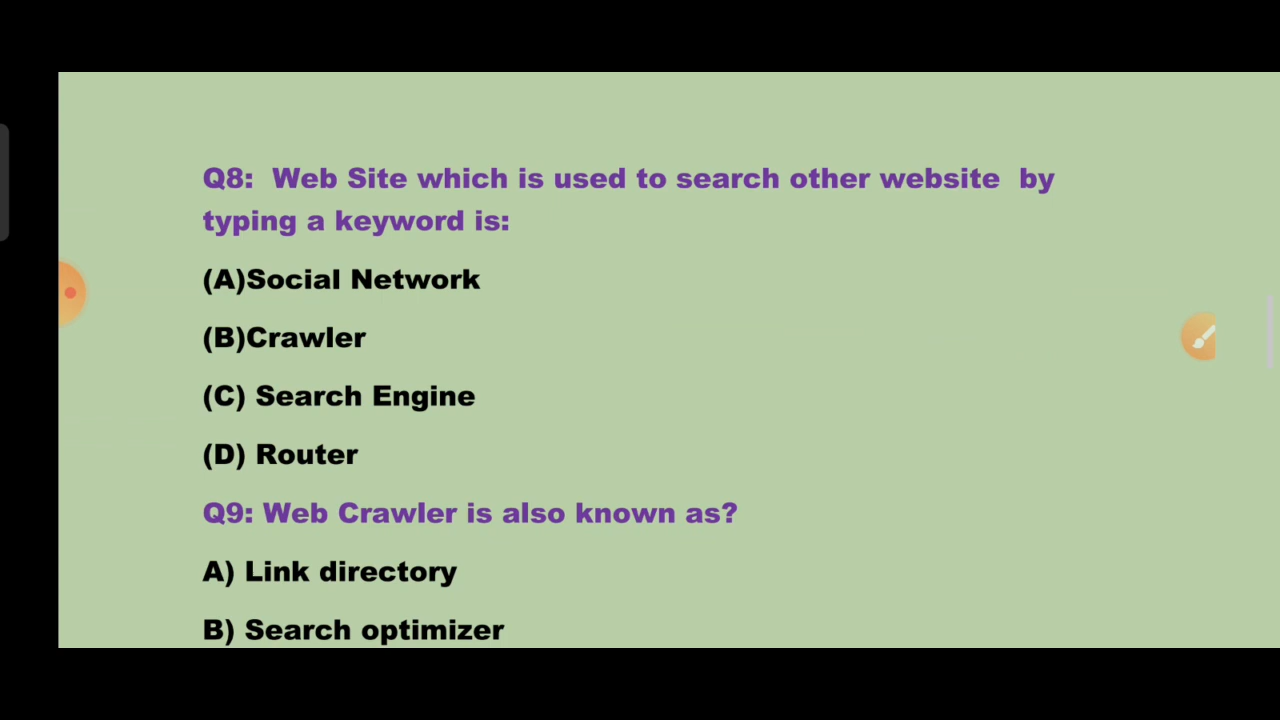 Q8:  Web Site which is used to search other website  by
typing a keyword is:
(A)Social Network
(B)Crawler
(C) Search Engine
(D) Router
Q9: Web Crawler is also known as?
A) Link directory
B) Search optimizer